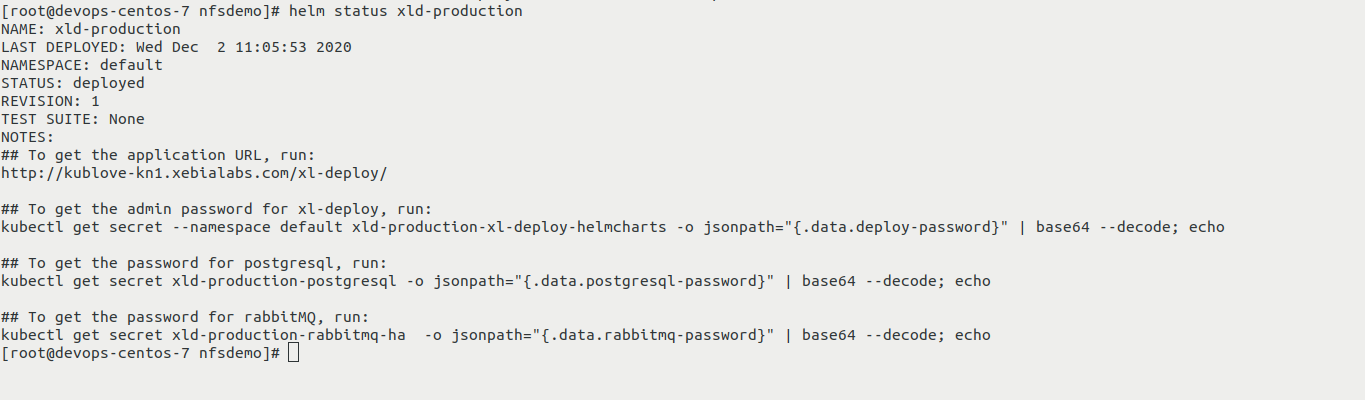 [root@devops-centos-7 nfsdemo]# helm status xld-production
NAME: xld-production
LAST DEPLOYED: Wed Dec  2 11:05:53 2020
NAMESPACE: default
STATUS: deployed
REVISION: 1
TEST SUITE: None
NOTES:
## To get the application URL, run:
http://kublove-kn1.xebialabs.com/xl-deploy/

## To get the admin password for xl-deploy, run:
kubectl get secret --namespace default xld-production-xl-deploy-helmcharts -o jsonpath="{.data.deploy-password}" | base64 --decode; echo

## To get the password for postgresql, run:
kubectl get secret xld-production-postgresql -o jsonpath="{.data.postgresql-password}" | base64 --decode; echo

## To get the password for rabbitMQ, run:
kubectl get secret xld-production-rabbitmq-ha  -o jsonpath="{.data.rabbitmq-password}" | base64 --decode; echo
[root@devops-centos-7 nfsdemo]#